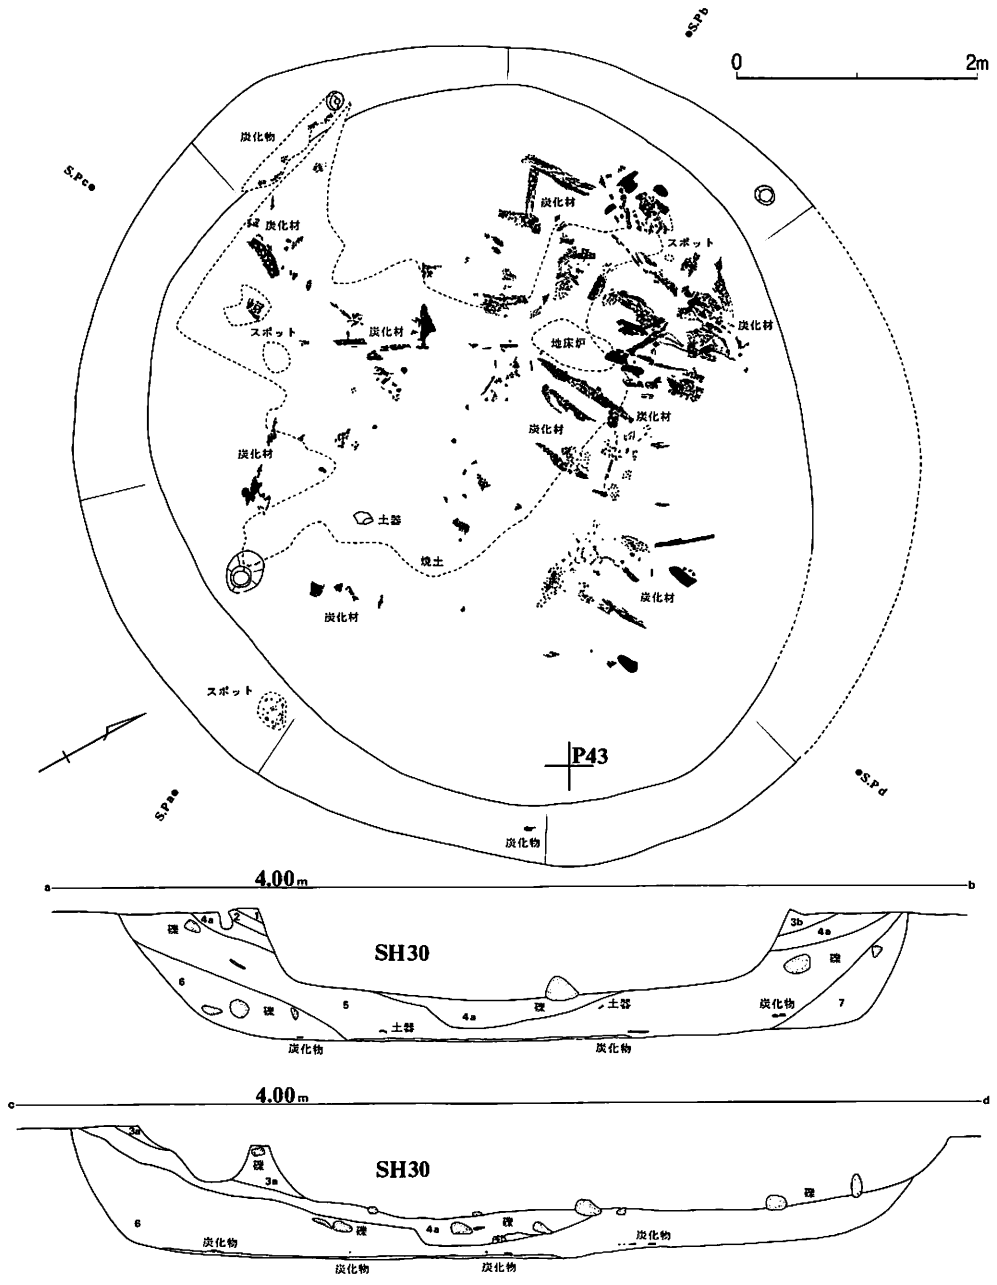 S.Pb
0 2m
炭化物
S.Pc
炭化材
炭化材
スポット
スポット
炭化材
炭化材
地床炉
炭化材
炭化材
炭化材
土器
焼土
炭化材
炭化材
スポット
P43
S.Pa
S.Pd
炭化物
4.00m
a b
4a 2 1 3b
礫 4a
SH30 礫
6 5 礫 土器 炭化物 7
礫 4a
土器
炭化物 炭化物
4.00m
c d
3a
礫 SH30
3a 礫
6 礫 4a 礫
炭化物 炭化物
炭化物 炭化物